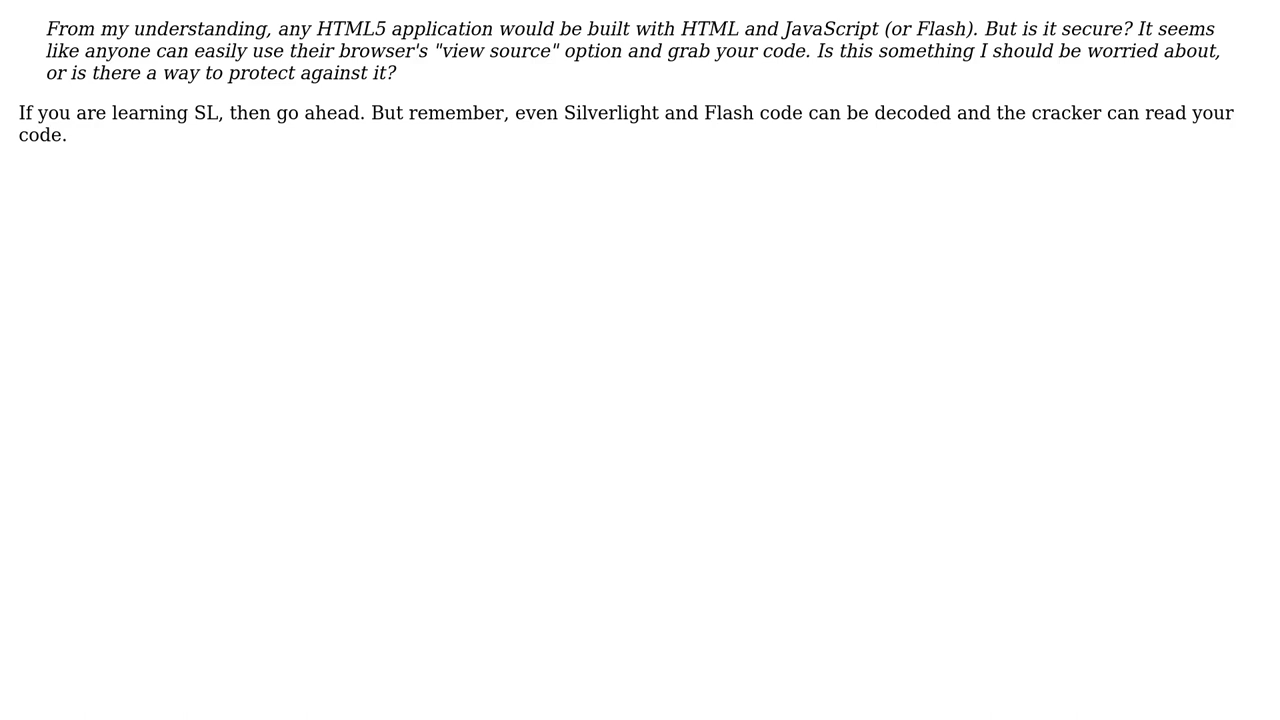 From my understanding, any HTML5 application would be built with HTML and JavaScript (or Flash). But is it secure? It seems
like anyone can easily use their browser's "view source" option and grab your code. Is this something I should be worried about,
or is there a way to protect against it?
If you are learning SL, then go ahead. But remember, even Silverlight and Flash code can be decoded and the cracker can read your
code.